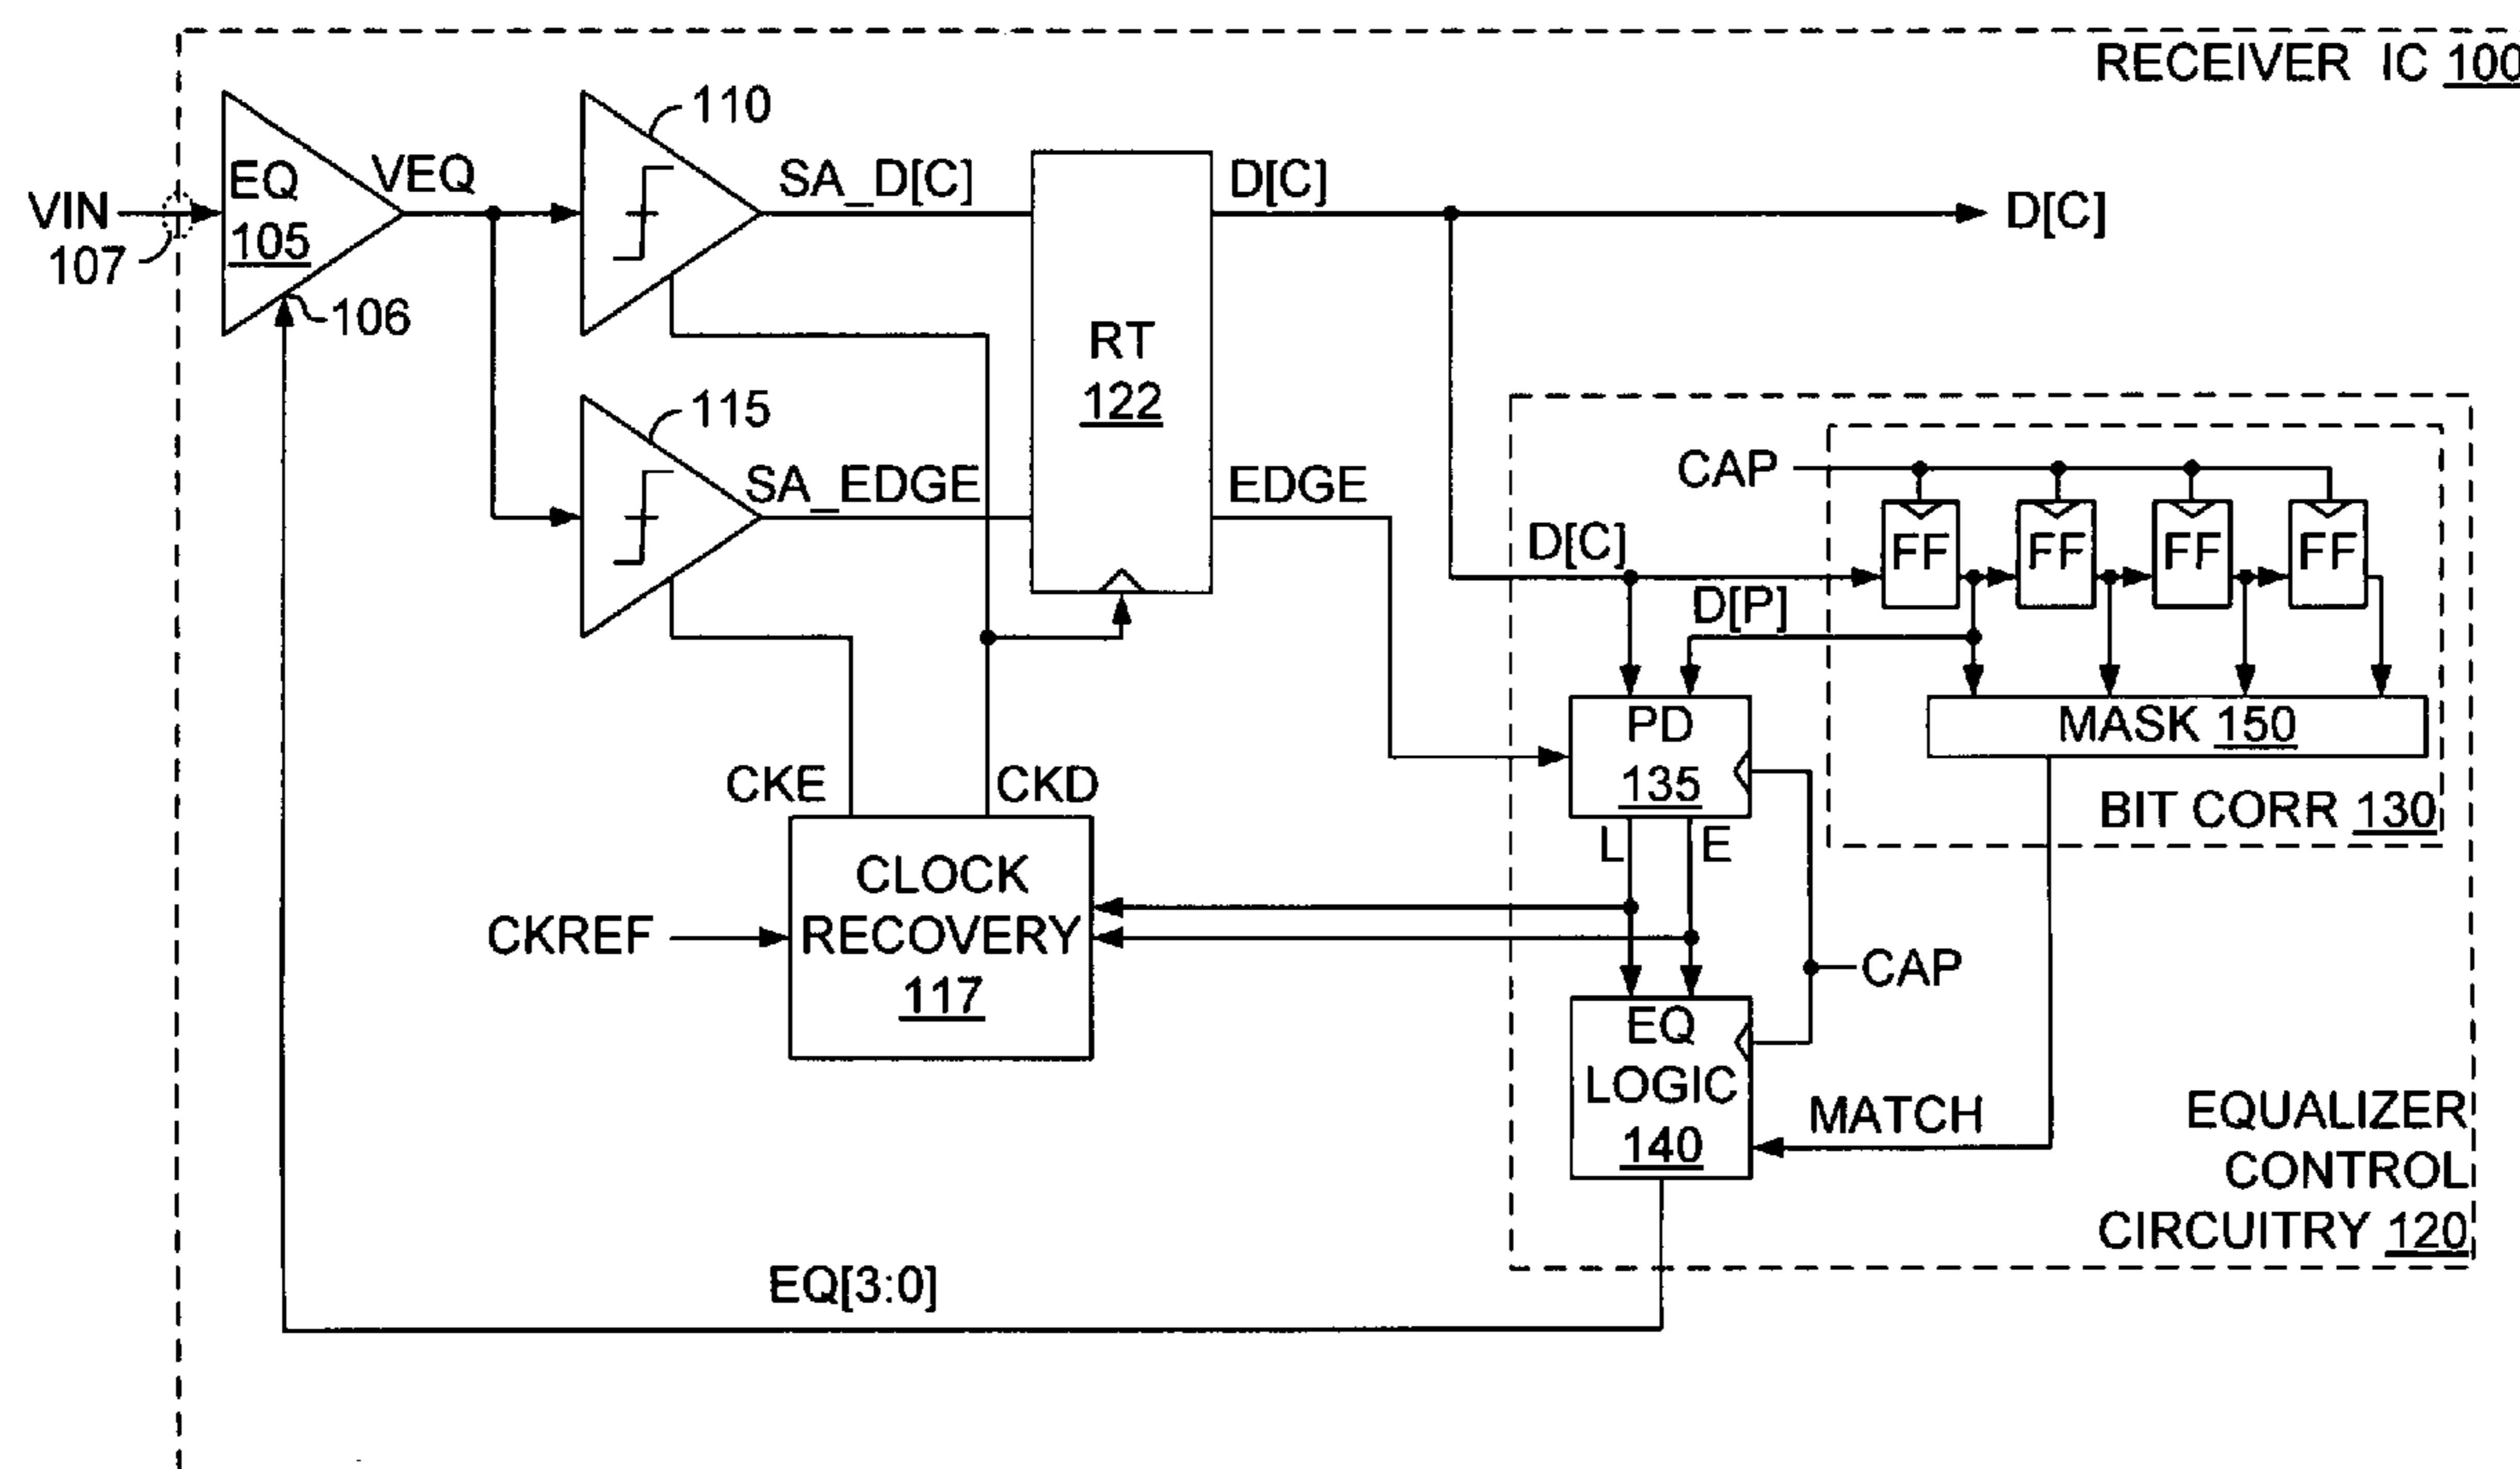 RECEIVER IC 100
110
VIN
107
EQ
105
VEQ
SA_D[C]
D[C]
D[C]
106
RT
122
115
SA_EDGE
EDGE
CAP
D[C]
FF
FF
FF
FF
D[P]
PD
135
MASK 150
BIT CORR 130
L
E
CKE
CKD
CLOCK
RECOVERY
117
CKREF
CAP
EQ
LOGIC
140
MATCH
EQUALIZER
CONTROL
CIRCUITRY 120
EQ[3:0]